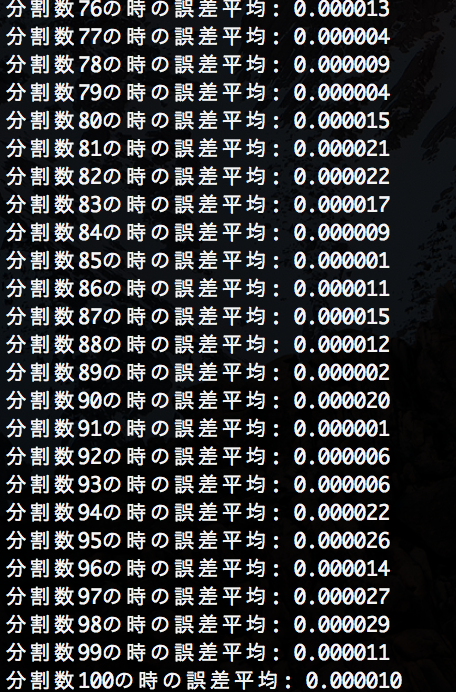 分割数76の時の誤差平均: 0.000013
分割数77の時の誤差平均: 0.000004
分割数78の時の誤差平均: 0.000009
分割数79の時の誤差平均: 0.000004
分割数80の時の誤差平均: 0.000015
分割数81の時の誤差平均: 0.000021
分割数82の時の誤差平均: 0.000022
分割数83の時の誤差平均: 0.000017
分割数84の時の誤差平均: 0.000009
分割数85の時の誤差平均: 0.000001
分割数86の時の誤差平均: 0.000011
分割数87の時の誤差平均: 0.000015
分割数88の時の誤差平均: 0.000012
分割数89の時の誤差平均: 0.000002
分割数90の時の誤差平均: 0.000020
分割数91の時の誤差平均: 0.000001
分割数92の時の誤差平均: 0.000006
分割数93の時の誤差平均: 0.000006
分割数94の時の誤差平均: 0.000022
分割数95の時の誤差平均: 0.000026
分割数96の時の誤差平均: 0.000014
分割数97の時の誤差平均: 0.000027
分割数98の時の誤差平均: 0.000029
分割数99の時の誤差平均: 0.000011
分割数100の時の誤差平均: 0.000010